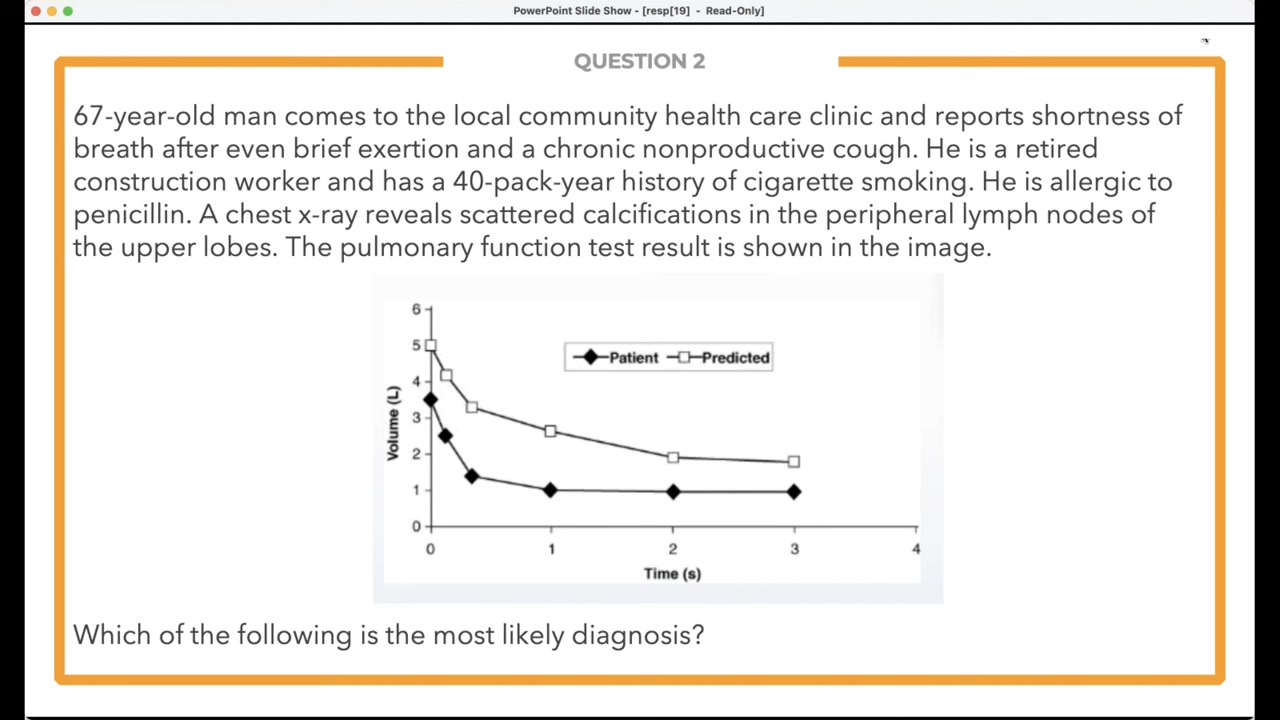 PowerPoint Slide Show - [resp[19] - Read-Only]
QUESTION 2
67-year-old man comes to the local community health care clinic and reports shortness of
breath after even brief exertion and a chronic nonproductive cough. He is a retired
construction worker and has a 40-pack-year history of cigarette smoking. He is allergic to
penicillin. A chest x-ray reveals scattered calcifications in the peripheral lymph nodes of
the upper lobes. The pulmonary function test result is shown in the image.
6
5
4
3
2
1
0
Volume (L)
Patient Predicted
0 1 2 3 4
Time (s)
Which of the following is the most likely diagnosis?